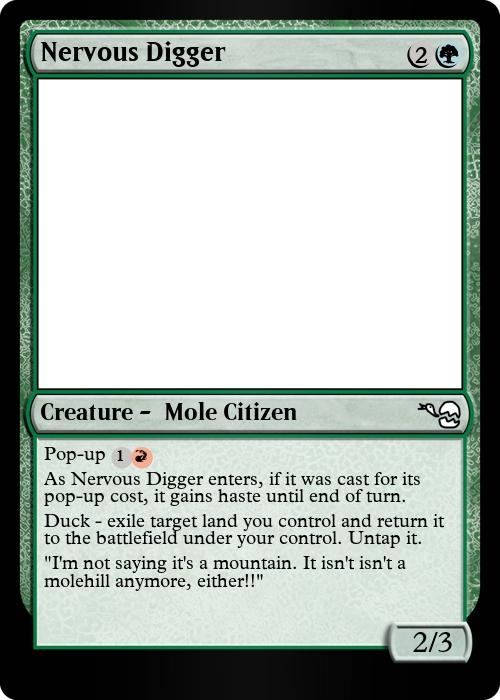 Nervous Digger 2
Creature - Mole Citizen
Pop-up 1
As Nervous Digger enters, if it was cast for its
pop-up cost, it gains haste until end of turn.
Duck - exile target land you control and return it
to the battlefield under your control. Untap it.
"I'm not saying it's a mountain. It isn't isn't a
molehill anymore, either!!"
2/3